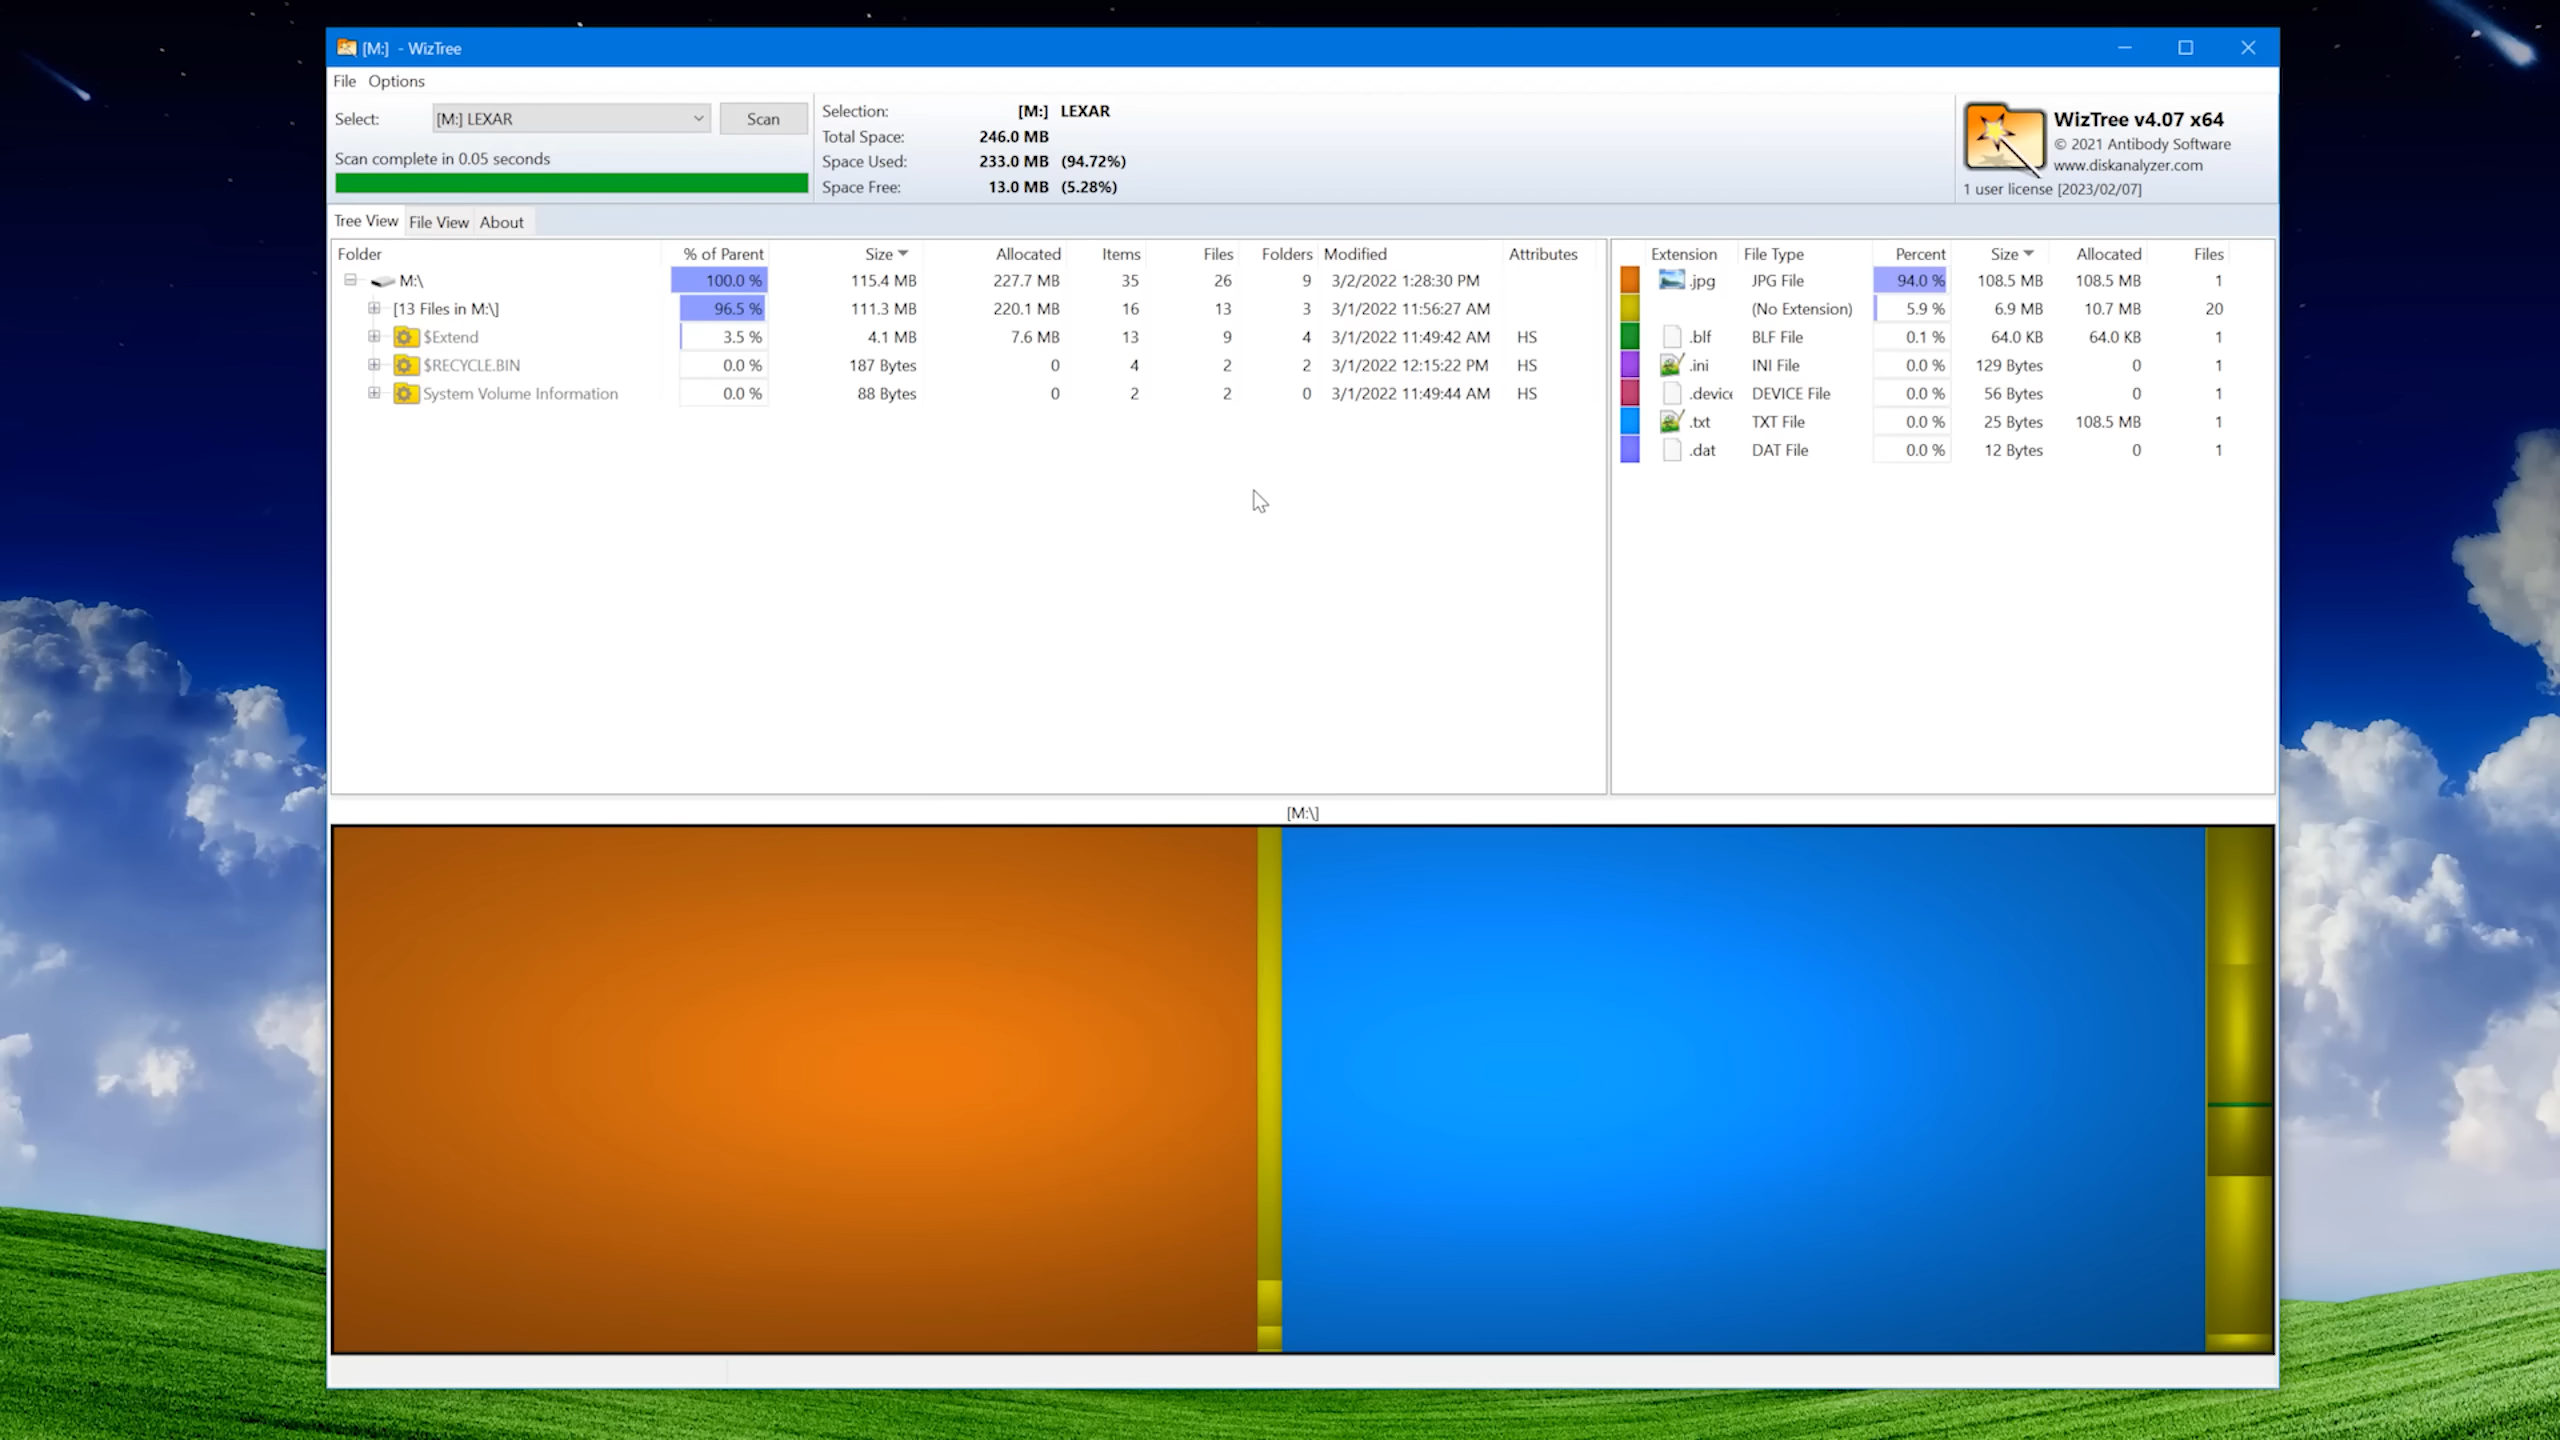 [M:] - WizTree
File Options
Select: [M:] LEXAR Scan
Scan complete in 0.05 seconds
Selection: [M:] LEXAR
Total Space: 246.0 MB
Space Used: 233.0 MB (94.72%)
Space Free: 13.0 MB (5.28%)
WizTree v4.07 x64
© 2021 Antibody Software
www.diskanalyzer.com
1 user license [2023/02/07]
Tree View File View About
Folder % of Parent Size Allocated Items Files Folders Modified Attributes
M:\ 100.0 % 115.4 MB 227.7 MB 35 26 9 3/2/2022 1:28:30 PM
[13 Files in M:\] 96.5 % 111.3 MB 220.1 MB 16 13 3 3/1/2022 11:56:27 AM
$Extend 3.5 % 4.1 MB 7.6 MB 13 9 4 3/1/2022 11:49:42 AM HS
$RECYCLE.BIN 0.0 % 187 Bytes 0 4 2 2 3/1/2022 12:15:22 PM HS
System Volume Information 0.0 % 88 Bytes 0 2 2 0 3/1/2022 11:49:44 AM HS
Extension File Type Percent Size Allocated Files
.jpg JPG File 94.0 % 108.5 MB 108.5 MB 1
(No Extension) 5.9 % 6.9 MB 10.7 MB 20
.blf BLF File 0.1 % 64.0 KB 64.0 KB 1
.ini INI File 0.0 % 129 Bytes 0 1
.device DEVICE File 0.0 % 56 Bytes 0 1
.txt TXT File 0.0 % 25 Bytes 108.5 MB 1
.dat DAT File 0.0 % 12 Bytes 0 1
[M:\]